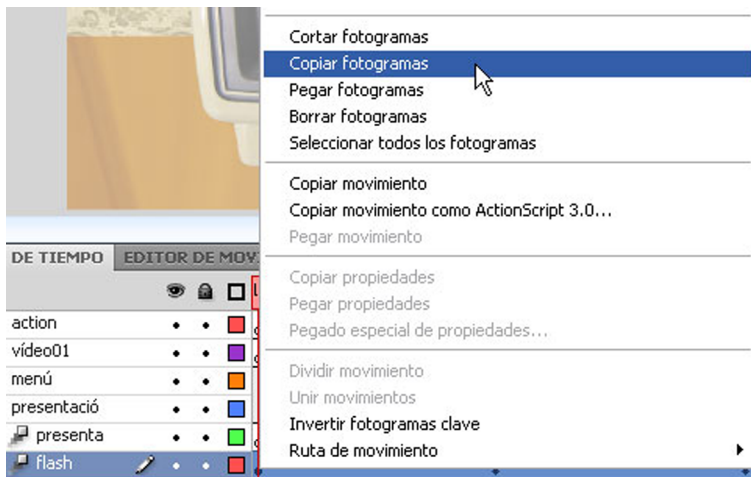 Cortar fotogramas
Copiar fotogramas
Pegar fotogramas
Borrar fotogramas
Seleccionar todos los fotogramas
Copiar movimiento
Copiar movimiento como ActionScript 3.0...
Pegar movimiento
Copiar propiedades
Pegar propiedades
Pegado especial de propiedades...
Dividir movimiento
Unir movimientos
Invertir fotogramas clave
Ruta de movimiento
DE TIEMPO EDITOR DE MOV
action
vídeo01
menú
presentació
presenta
flash